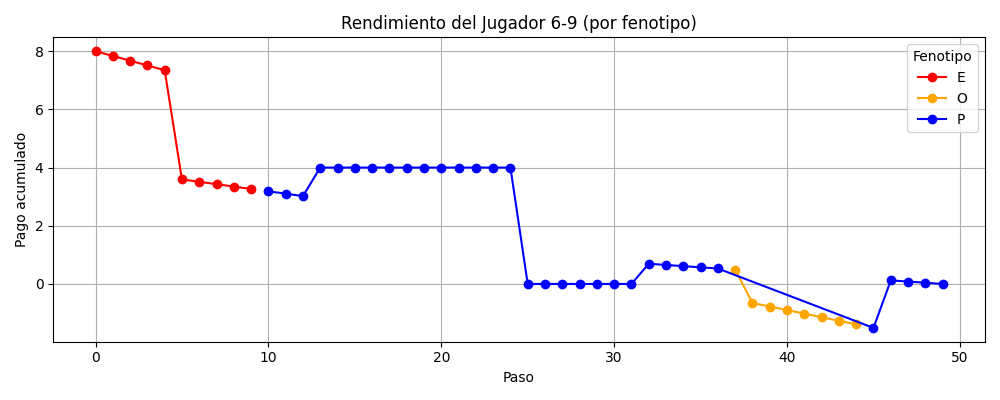 Rendimiento del Jugador 6-9 (por fenotipo)
Pago acumulado
8
6
4
2
0
Fenotipo
E
O
P
0 10 20 30 40 50
Paso